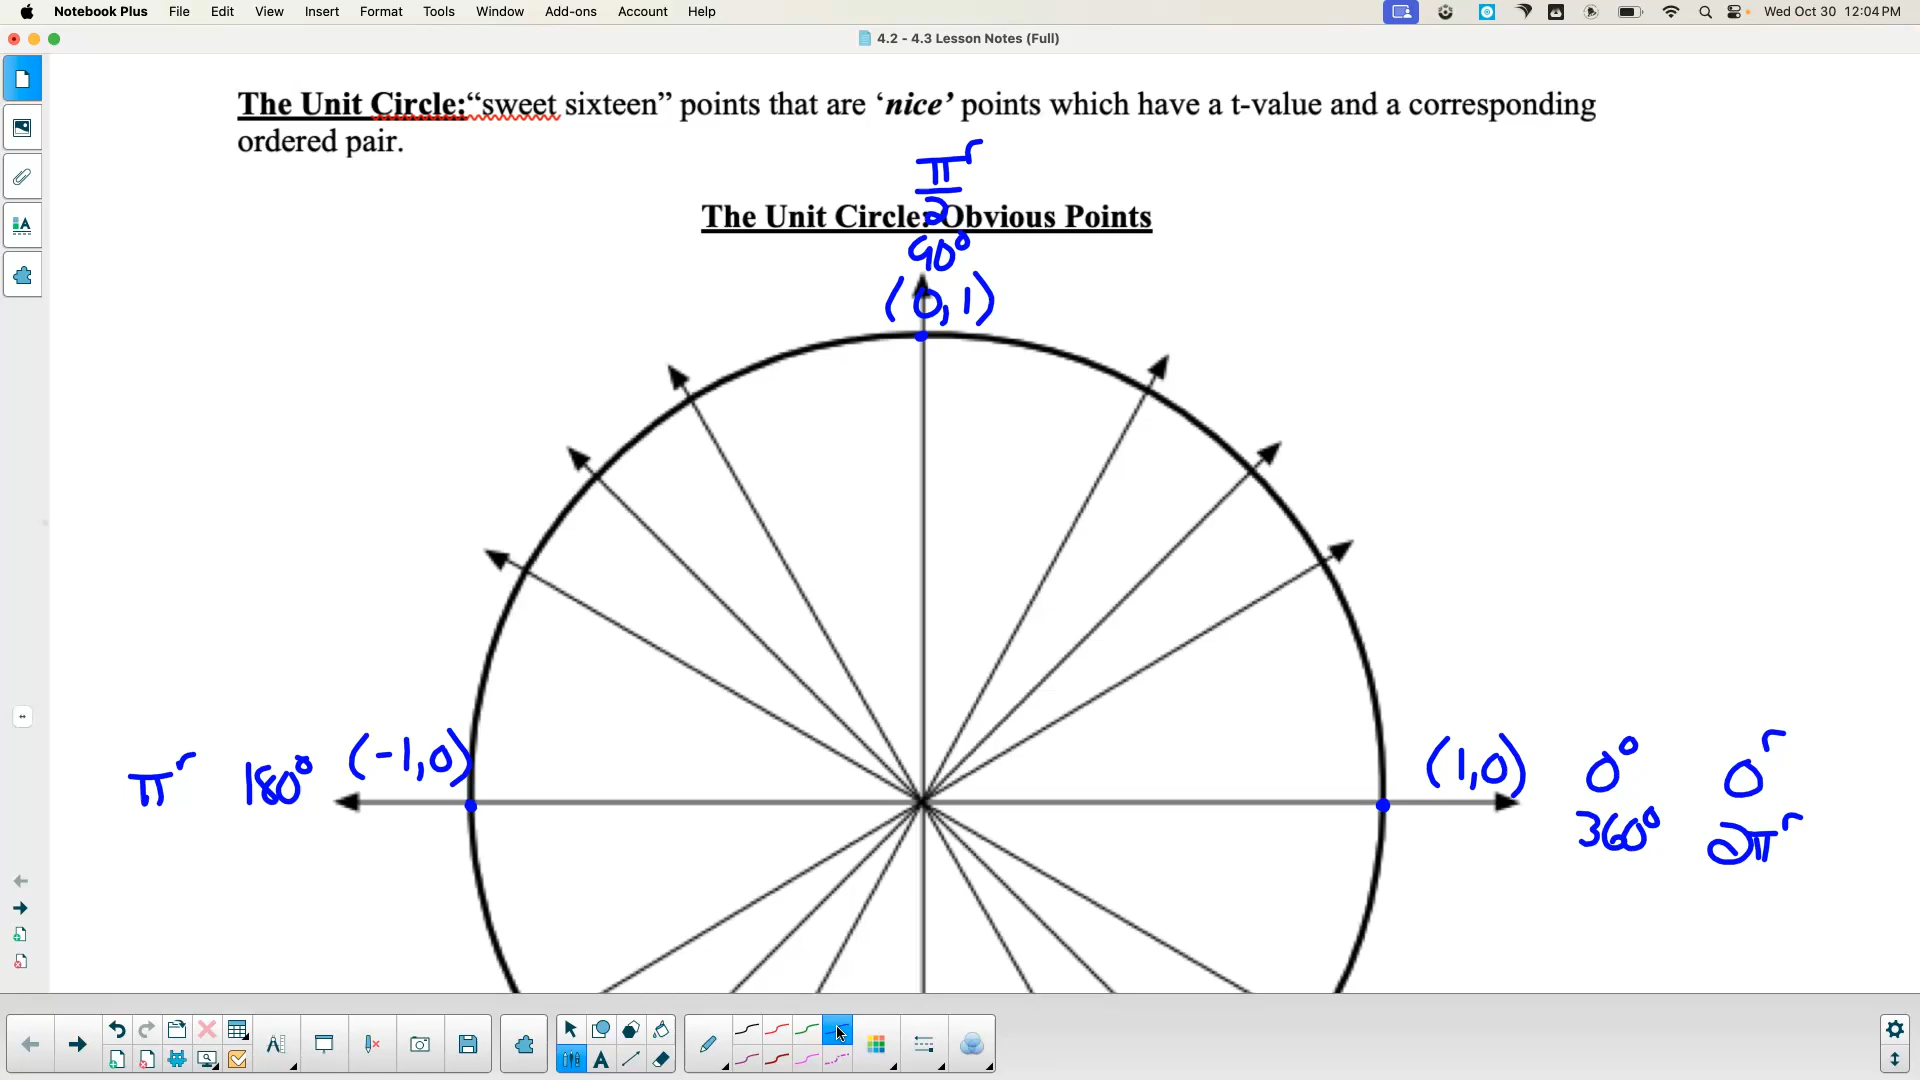 Notebook Plus File Edit View Insert Format Tools Window Add-ons Account Help Wed Oct 30 12:04 PM
4.2 - 4.3 Lesson Notes (Full)
The Unit Circle:“sweet sixteen” points that are ‘nice’ points which have a t-value and a corresponding
ordered pair.
π^r
2
The Unit Circle: Obvious Points
90°
(0,1)
π^r 180° (-1,0) (1,0) 0° 0^r
360° 2π^r
A
A